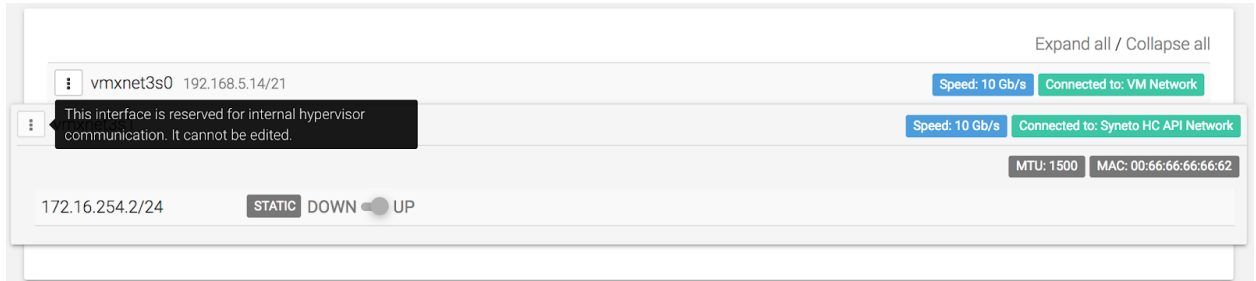 Expand all / Collapse all
vmxnet3s0 192.168.5.14/21 Speed: 10 Gb/s Connected to: VM Network
This interface is reserved for internal hypervisor
communication. It cannot be edited.
Speed: 10 Gb/s Connected to: Syneto HC API Network
MTU: 1500 MAC: 00:66:66:66:66:62
172.16.254.2/24 STATIC DOWN UP